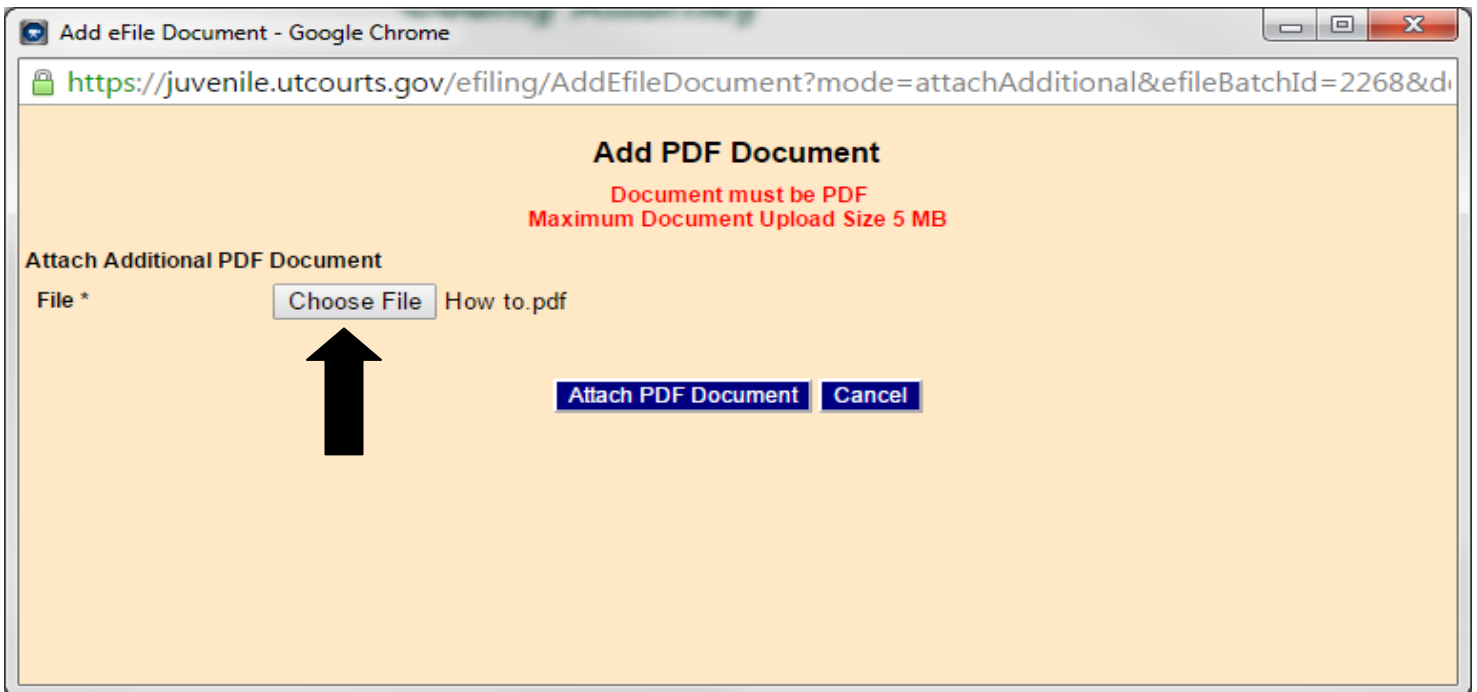 Add eFile Document - Google Chrome
https://juvenile.utcourts.gov/efiling/AddEfileDocument?mode=attachAdditional&efileBatchId=2268&d
Add PDF Document
Document must be PDF
Maximum Document Upload Size 5 MB
Attach Additional PDF Document
File * Choose File How to.pdf
Attach PDF Document Cancel